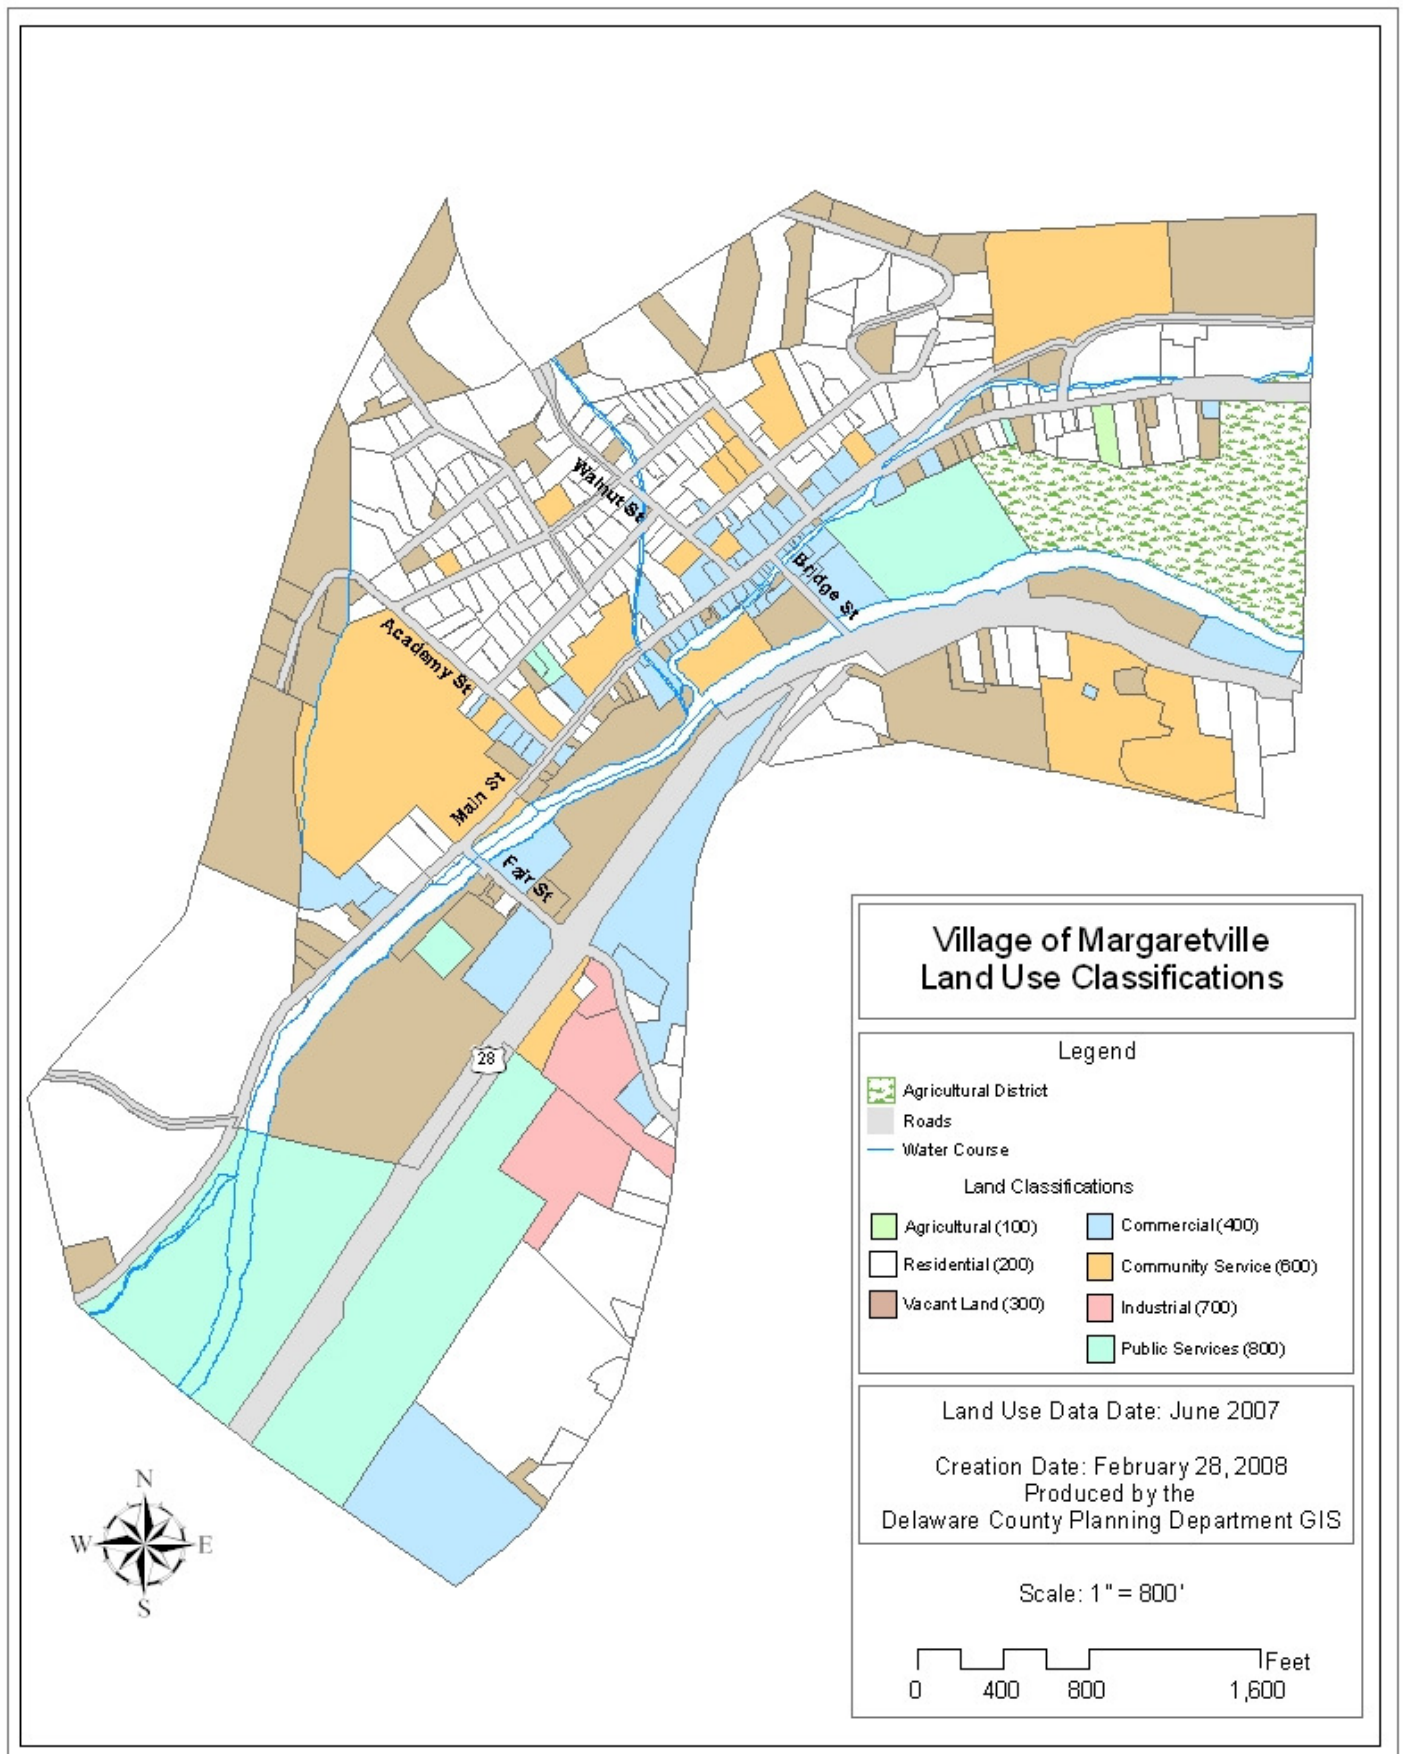 Walnut St
Bridge St
Academy St
Main St
Fair St
28
Village of Margaretville
Land Use Classifications
Legend
Agricultural District
Roads
Water Course
Land Classifications
Agricultural (100)
Residential (200)
Vacant Land (300)
Commercial (400)
Community Service (600)
Industrial (700)
Public Services (800)
Land Use Data Date: June 2007
Creation Date: February 28, 2008
Produced by the
Delaware County Planning Department GIS
Scale: 1" = 800'
Feet
0 400 800 1,600
N
W E
S